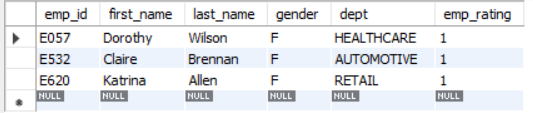 emp_id first_name last_name gender dept emp_rating
E057 Dorothy Wilson F HEALTHCARE 1
E532 Claire Brennan F AUTOMOTIVE 1
E620 Katrina Allen F RETAIL 1
NULL NULL NULL NULL NULL NULL